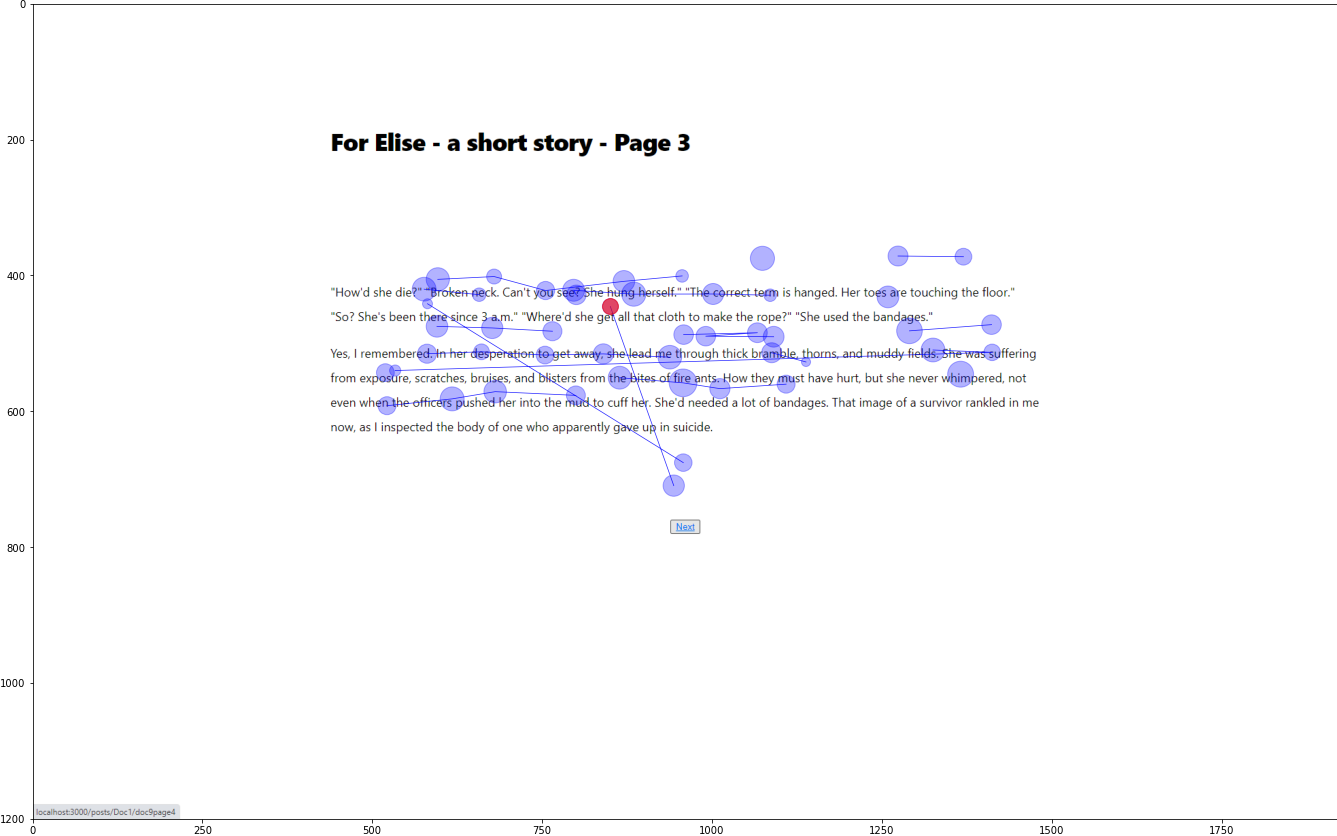 For Elise - a short story - Page 3
"How'd she die?" "Broken neck. Can't you see? She hung herself." "The correct term is hanged. Her toes are touching the floor."
"So? She's been there since 3 a.m." "Where'd she get all that cloth to make the rope?" "She used the bandages."
Yes, I remembered. In her desperation to get away, she lead me through thick bramble, thorns, and muddy fields. She was suffering
from exposure, scratches, bruises, and blisters from the bites of fire ants. How they must have hurt, but she never whimpered, not
even when the officers pushed her into the mud to cuff her. She'd needed a lot of bandages. That image of a survivor rankled in me
now, as I inspected the body of one who apparently gave up in suicide.
Next
localhost:3000/posts/Doc1/doc9page4
0
200
400
600
800
1000
1200
0 250 500 750 1000 1250 1500 1750